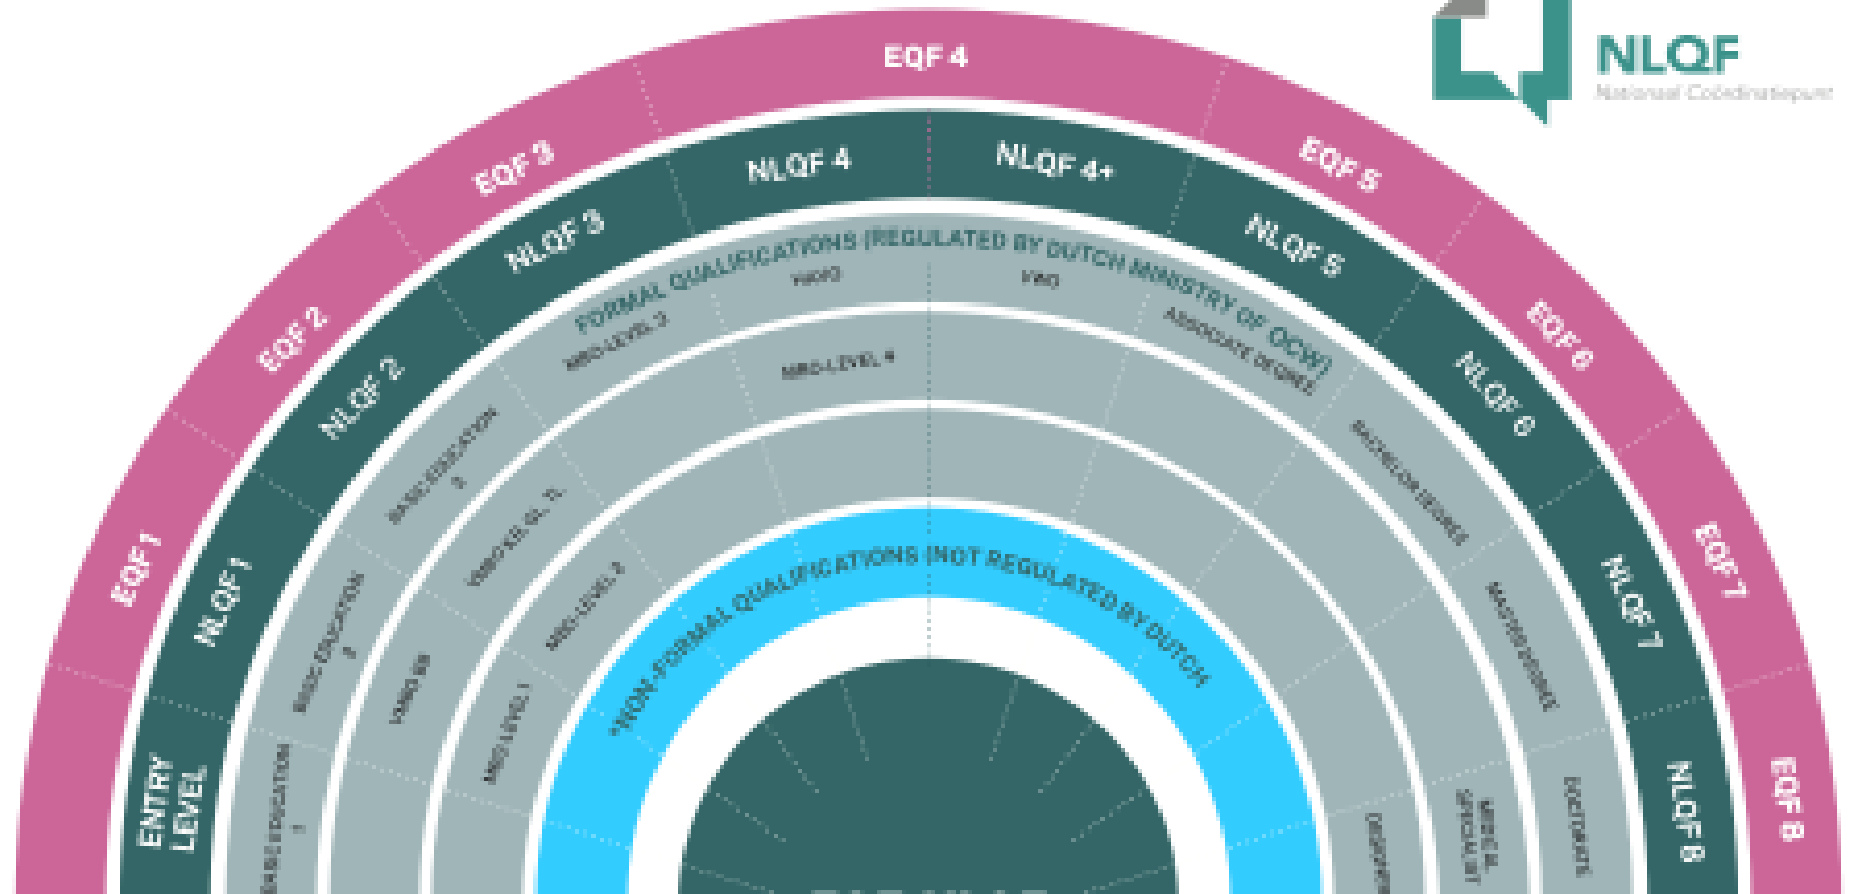 NLQF
Nationaal Coördinatiepunt
EQF 1
EQF 2
EQF 3
EQF 4
EQF 5
EQF 6
EQF 7
EQF 8
ENTRY
LEVEL
NLQF 1
NLQF 2
NLQF 3
NLQF 4
NLQF 4+
NLQF 5
NLQF 6
NLQF 7
NLQF 8
FORMAL QUALIFICATIONS (REGULATED BY DUTCH MINISTRY OF OCW)
BASIC EDUCATION
1
BASIC EDUCATION
2
BASIC EDUCATION
3
MBO-LEVEL 3
HAVO
VWO
ASSOCIATE DEGREE
BACHELOR DEGREE
MASTER DEGREE
DOCTORATE
VMBO BB
VMBO KB, GL, TL
MBO-LEVEL 4
MEDICAL
SPECIALIST
MBO-LEVEL 1
MBO-LEVEL 2
DESIGNER
*NON-FORMAL QUALIFICATIONS (NOT REGULATED BY DUTCH